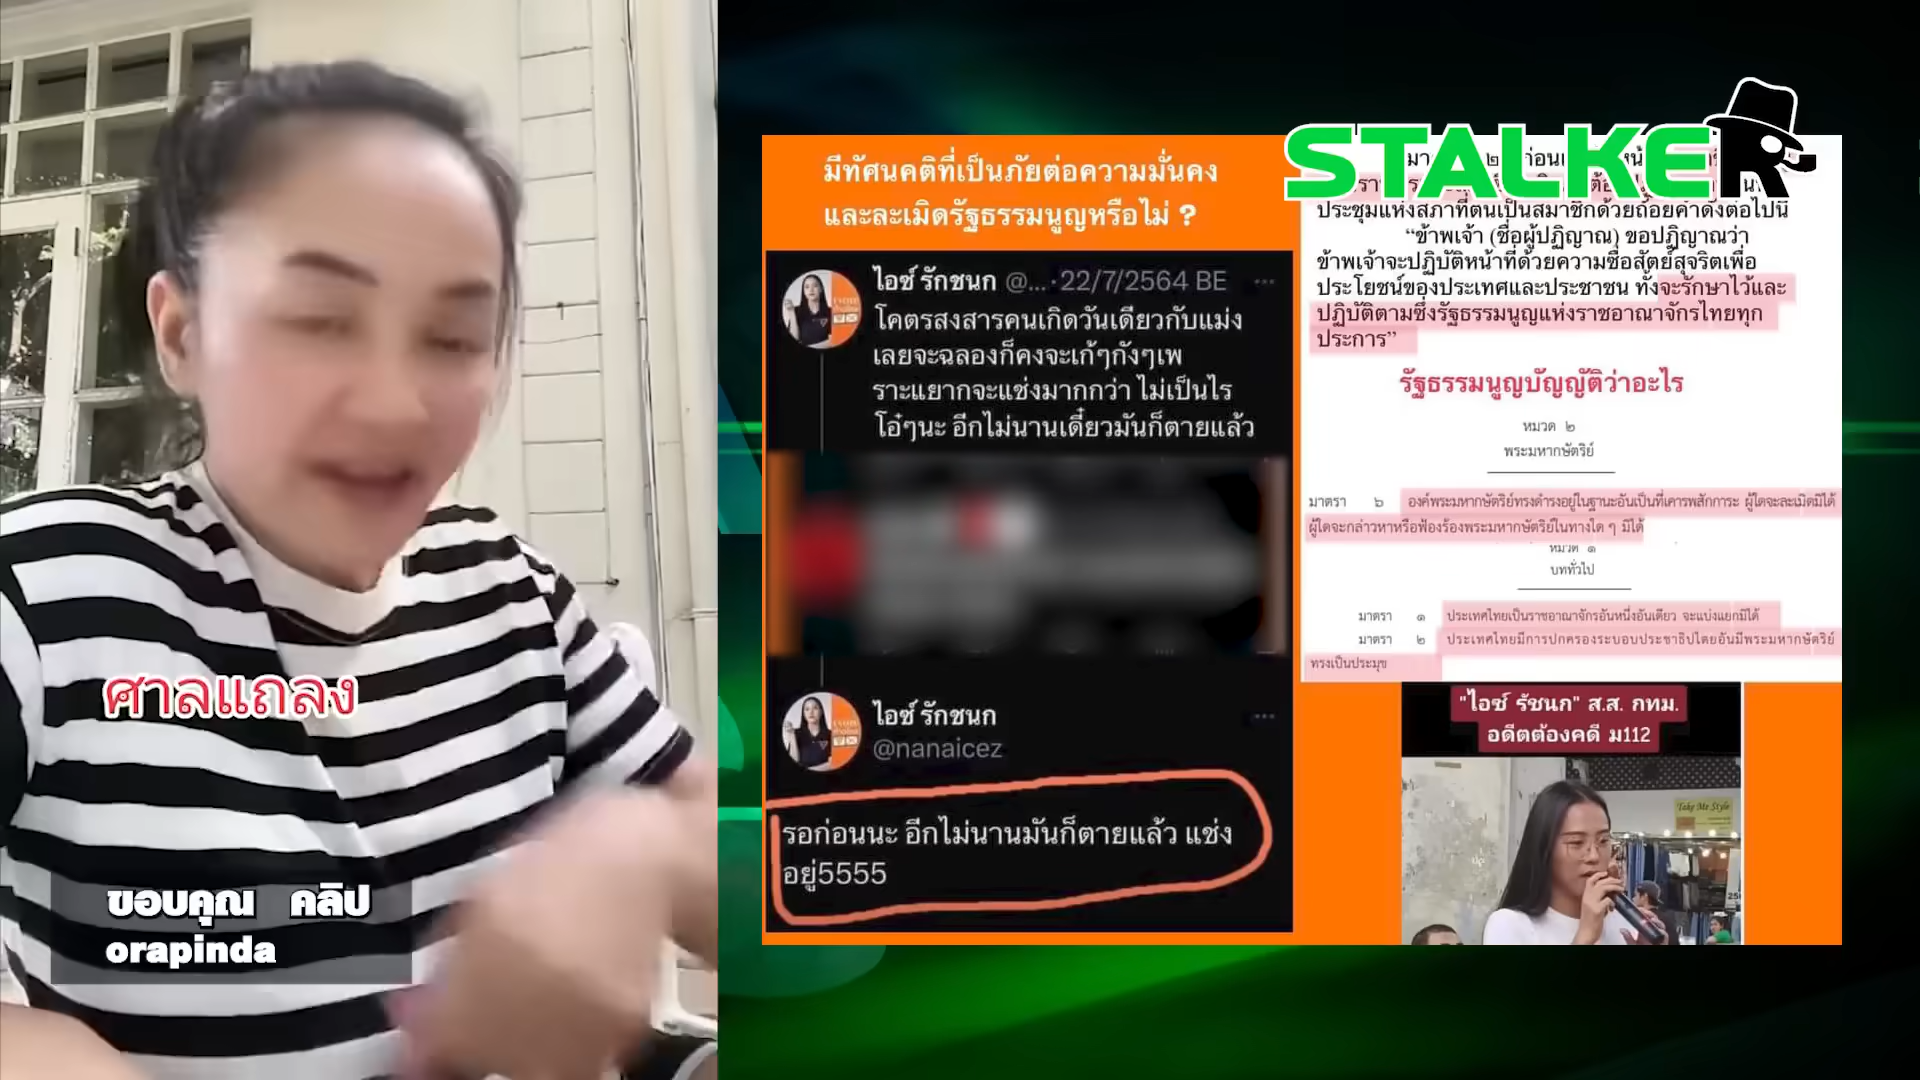 ศาลแถลง
ขอบคุณ คลิป
orapinda
STALKER
มีทัศนคติที่เป็นภัยต่อความมั่นคง
และละเมิดรัฐธรรมนูญหรือไม่ ?
ไอซ์ รักชนก @... · 22/7/2564 BE
โคตรสงสารคนเกิดวันเดียวกับแม่ง
เลยจะฉลองก็คงจะเก้ๆกังๆเพ
ราะแยากจะแช่งมากกว่า ไม่เป็นไร
โอ๋ๆนะ อีกไม่นานเดี๋ยวมันก็ตายแล้ว
ไอซ์ รักชนก
@nanaicez
รอก่อนนะ อีกไม่นานมันก็ตายแล้ว แช่ง
อยู่5555
ประชุมแห่งสภาที่ตนเป็นสมาชิกด้วยถ้อยคำดังต่อไปนี้
“ข้าพเจ้า (ชื่อผู้ปฏิญาณ) ขอปฏิญาณว่า
ข้าพเจ้าจะปฏิบัติหน้าที่ด้วยความซื่อสัตย์สุจริตเพื่อ
ประโยชน์ของประเทศและประชาชน ทั้งจะรักษาไว้และ
ปฏิบัติตามซึ่งรัฐธรรมนูญแห่งราชอาณาจักรไทยทุก
ประการ”
รัฐธรรมนูญบัญญัติว่าอะไร
หมวด ๒
พระมหากษัตริย์
มาตรา ๖ องค์พระมหากษัตริย์ทรงดำรงอยู่ในฐานะอันเป็นที่เคารพสักการะ ผู้ใดจะละเมิดมิได้
ผู้ใดจะกล่าวหาหรือฟ้องร้องพระมหากษัตริย์ในทางใด ๆ มิได้
หมวด ๑
บททั่วไป
มาตรา ๑ ประเทศไทยเป็นราชอาณาจักรอันหนึ่งอันเดียว จะแบ่งแยกมิได้
มาตรา ๒ ประเทศไทยมีการปกครองระบอบประชาธิปไตยอันมีพระมหากษัตริย์
ทรงเป็นประมุข
"ไอซ์ รัชนก" ส.ส. กทม.
อดีตต้องคดี ม112
Take Me Style